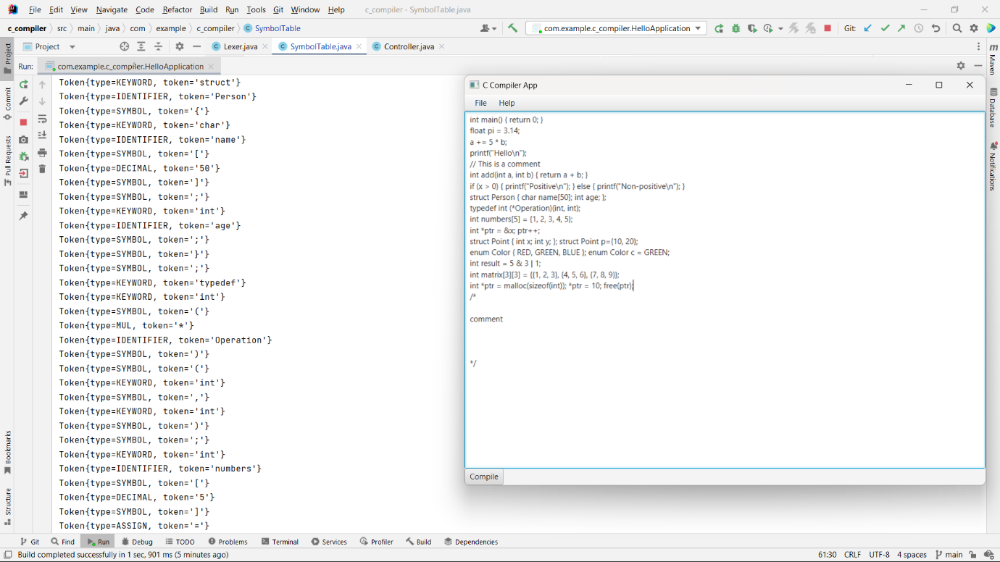 File Edit View Navigate Code Refactor Build Run Tools Git Window Help c_compiler - SymbolTable.java
c_compiler src main java com example c_compiler SymbolTable com.example.c_compiler.HelloApplication Git:
Project Lexer.java SymbolTable.java Controller.java
Run: com.example.c_compiler.HelloApplication
Project
Commit
Pull Requests
Bookmarks
Structure
Token{type=KEYWORD, token='struct'}
Token{type=IDENTIFIER, token='Person'}
Token{type=SYMBOL, token='{'}
Token{type=KEYWORD, token='char'}
Token{type=IDENTIFIER, token='name'}
Token{type=SYMBOL, token='['}
Token{type=DECIMAL, token='50'}
Token{type=SYMBOL, token=']'}
Token{type=SYMBOL, token=';'}
Token{type=KEYWORD, token='int'}
Token{type=IDENTIFIER, token='age'}
Token{type=SYMBOL, token=';'}
Token{type=SYMBOL, token='}'}
Token{type=SYMBOL, token=';'}
Token{type=KEYWORD, token='typedef'}
Token{type=KEYWORD, token='int'}
Token{type=SYMBOL, token='('}
Token{type=MUL, token='*'}
Token{type=IDENTIFIER, token='Operation'}
Token{type=SYMBOL, token=')'}
Token{type=SYMBOL, token='('}
Token{type=KEYWORD, token='int'}
Token{type=SYMBOL, token=','}
Token{type=KEYWORD, token='int'}
Token{type=SYMBOL, token=')'}
Token{type=SYMBOL, token=';'}
Token{type=KEYWORD, token='int'}
Token{type=IDENTIFIER, token='numbers'}
Token{type=SYMBOL, token='['}
Token{type=DECIMAL, token='5'}
Token{type=SYMBOL, token=']'}
Token{type=ASSIGN, token='='}
C Compiler App
File Help
int main() { return 0; }
float pi = 3.14;
a += 5 * b;
printf("Hello\n");
// This is a comment
int add(int a, int b) { return a + b; }
if (x > 0) { printf("Positive\n"); } else { printf("Non-positive\n"); }
struct Person { char name[50]; int age; };
typedef int (*Operation)(int, int);
int numbers[5] = {1, 2, 3, 4, 5};
int *ptr = &x; ptr++;
struct Point { int x; int y; }; struct Point p={10, 20};
enum Color { RED, GREEN, BLUE }; enum Color c = GREEN;
int result = 5 & 3 | 1;
int matrix[3][3] = {{1, 2, 3}, {4, 5, 6}, {7, 8, 9}};
int *ptr = malloc(sizeof(int)); *ptr = 10; free(ptr);
/*
comment
*/
Compile
Maven
Database
Notifications
Git Find Run Debug TODO Problems Terminal Services Profiler Build Dependencies
Build completed successfully in 1 sec, 901 ms (5 minutes ago) 61:30 CRLF UTF-8 4 spaces main